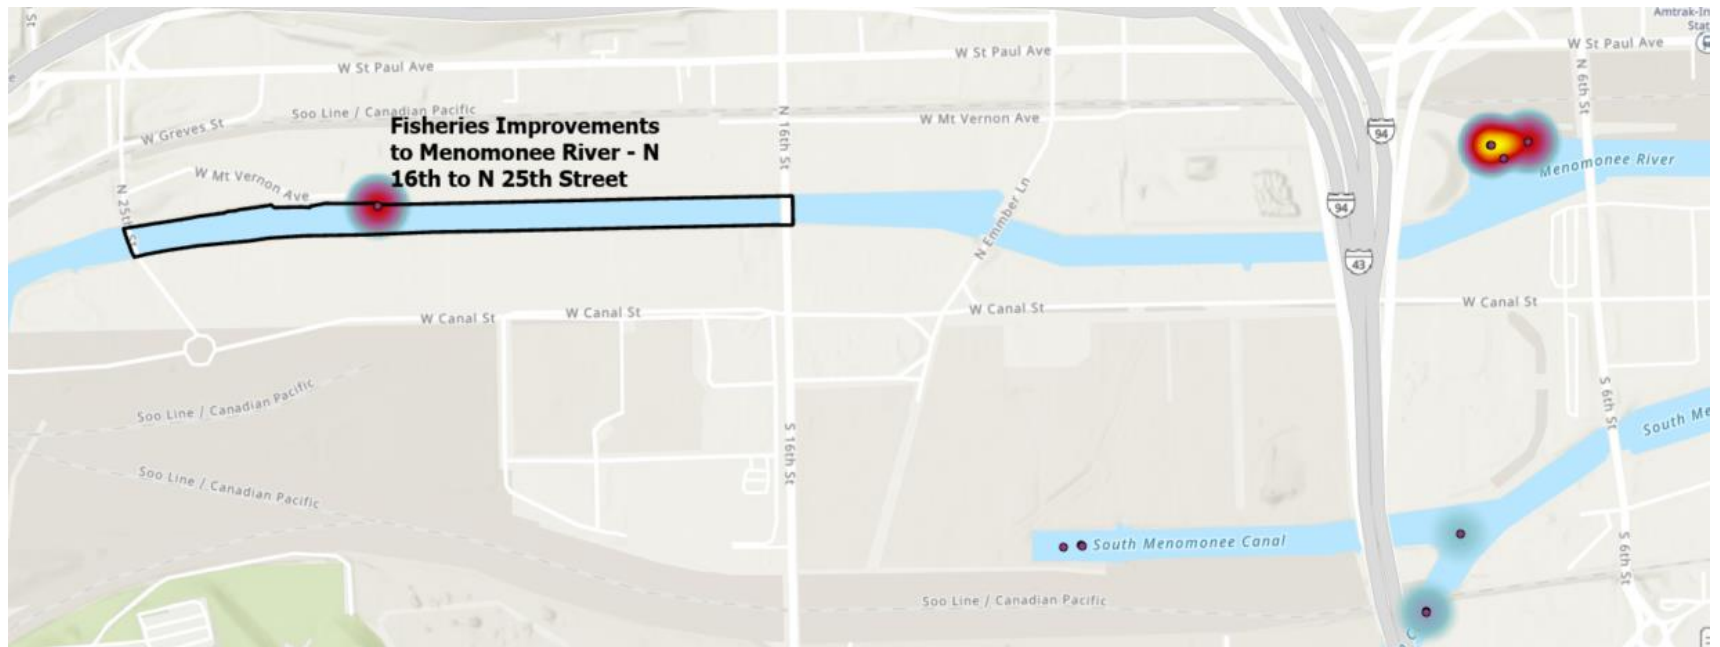 St
Amtrak-In
Stat
W St Paul Ave
W St Paul Ave
W St Paul Ave
N 6th St
Soo Line / Canadian Pacific
Fisheries Improvements
to Menomonee River - N
16th to N 25th Street
W Greves St
N 16th St
W Mt Vernon Ave
94
Menomonee River
W Mt Vernon Ave
N 25th St
N Emmber Ln
94
43
W Canal St
W Canal St
W Canal St
W Canal St
Soo Line / Canadian Pacific
S 6th St
South Me
S 16th St
Soo Line / Canadian Pacific
South Menomonee Canal
S 6th St
Soo Line / Canadian Pacific